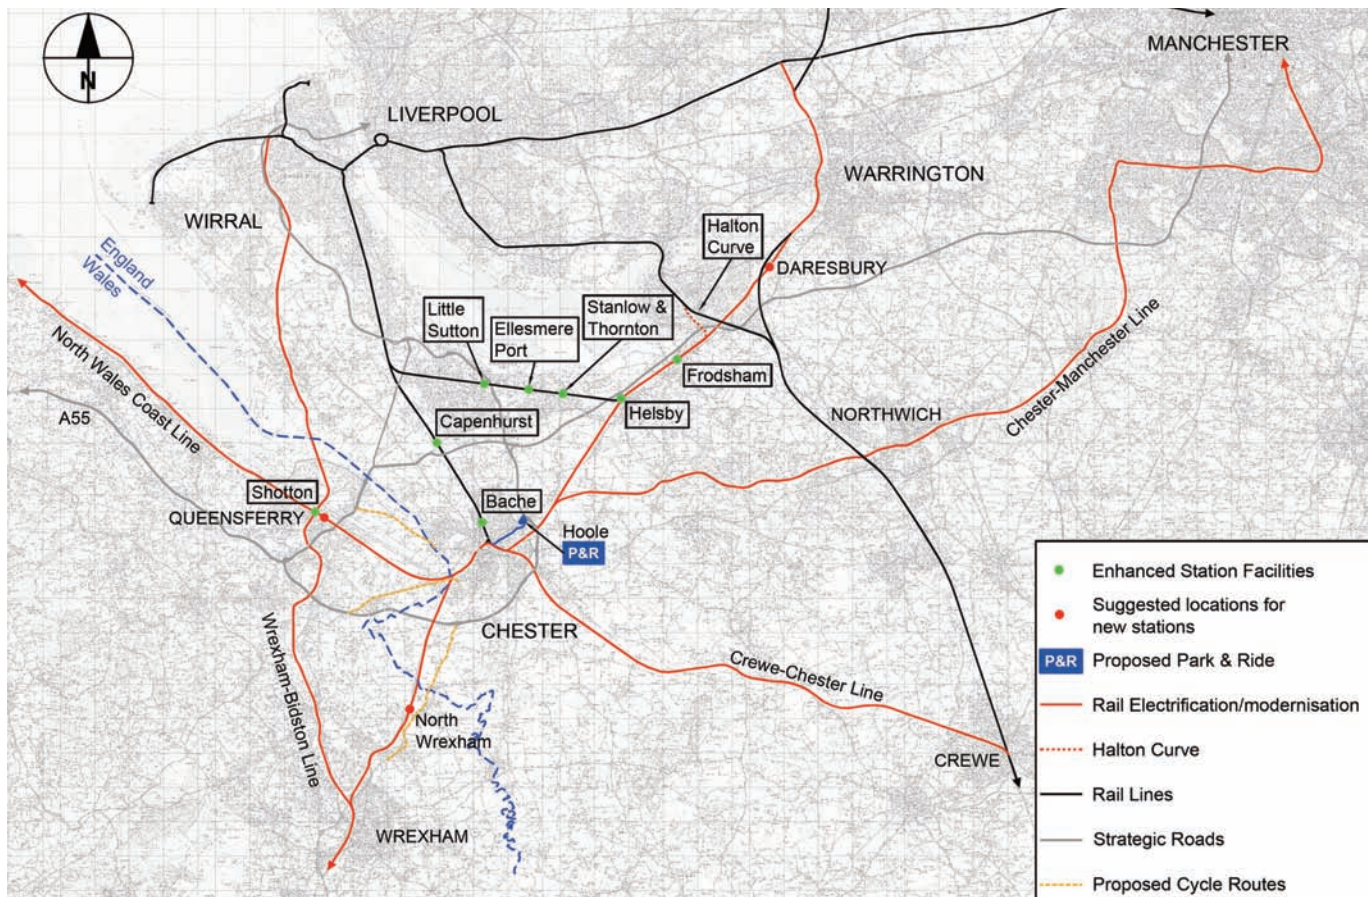 N
MANCHESTER
LIVERPOOL
WARRINGTON
WIRRAL
Halton
Curve
England
Wales
DARESBURY
Little
Sutton
Ellesmere
Port
Stanlow &
Thornton
North Wales Coast Line
Frodsham
Chester-Manchester Line
A55
Capenhurst
Helsby
NORTHWICH
Shotton
QUEENSFERRY
Bache
Hoole
P&R
Wrexham-Bidston Line
CHESTER
Crewe-Chester Line
North
Wrexham
CREWE
WREXHAM
Enhanced Station Facilities
Suggested locations for
new stations
P&R Proposed Park & Ride
Rail Electrification/modernisation
Halton Curve
Rail Lines
Strategic Roads
Proposed Cycle Routes